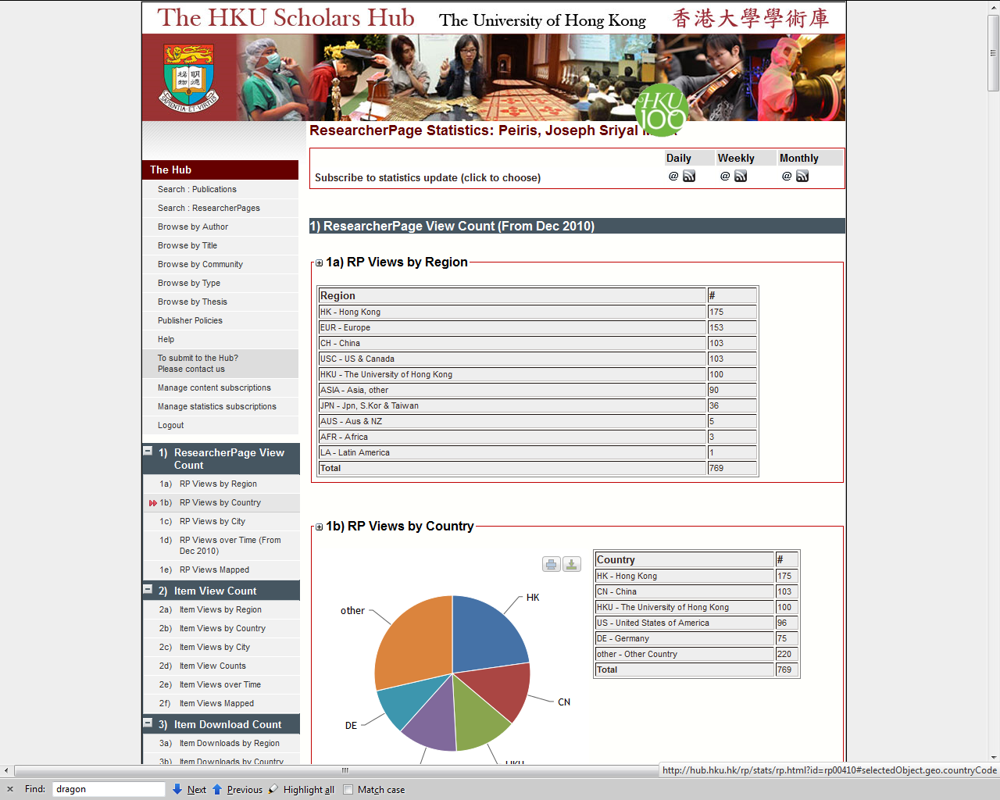 The HKU Scholars Hub The University of Hong Kong 香港大學學術庫
明德
格物
SAPIENTIA·ET·VIRTVS
HKU
100
ResearcherPage Statistics: Peiris, Joseph Sriyal
Daily Weekly Monthly
Subscribe to statistics update (click to choose) @ @ @
The Hub
Search : Publications
Search : ResearcherPages
Browse by Author
Browse by Title
Browse by Community
Browse by Type
Browse by Thesis
Publisher Policies
Help
To submit to the Hub?
Please contact us
Manage content subscriptions
Manage statistics subscriptions
Logout
1) ResearcherPage View
Count
1a) RP Views by Region
1b) RP Views by Country
1c) RP Views by City
1d) RP Views over Time (From
Dec 2010)
1e) RP Views Mapped
2) Item View Count
2a) Item Views by Region
2b) Item Views by Country
2c) Item Views by City
2d) Item View Counts
2e) Item Views over Time
2f) Item Views Mapped
3) Item Download Count
3a) Item Downloads by Region
3b) Item Downloads by Country
1) ResearcherPage View Count (From Dec 2010)
1a) RP Views by Region
Region #
HK - Hong Kong 175
EUR - Europe 153
CH - China 103
USC - US & Canada 103
HKU - The University of Hong Kong 100
ASIA - Asia, other 90
JPN - Jpn, S.Kor & Taiwan 36
AUS - Aus & NZ 5
AFR - Africa 3
LA - Latin America 1
Total 769
1b) RP Views by Country
HK
other
CN
DE
HKU
Country #
HK - Hong Kong 175
CN - China 103
HKU - The University of Hong Kong 100
US - United States of America 96
DE - Germany 75
other - Other Country 220
Total 769
http://hub.hku.hk/rp/stats/rp.html?id=rp00410#selectedObject.geo.countryCode
Find: dragon Next Previous Highlight all Match case